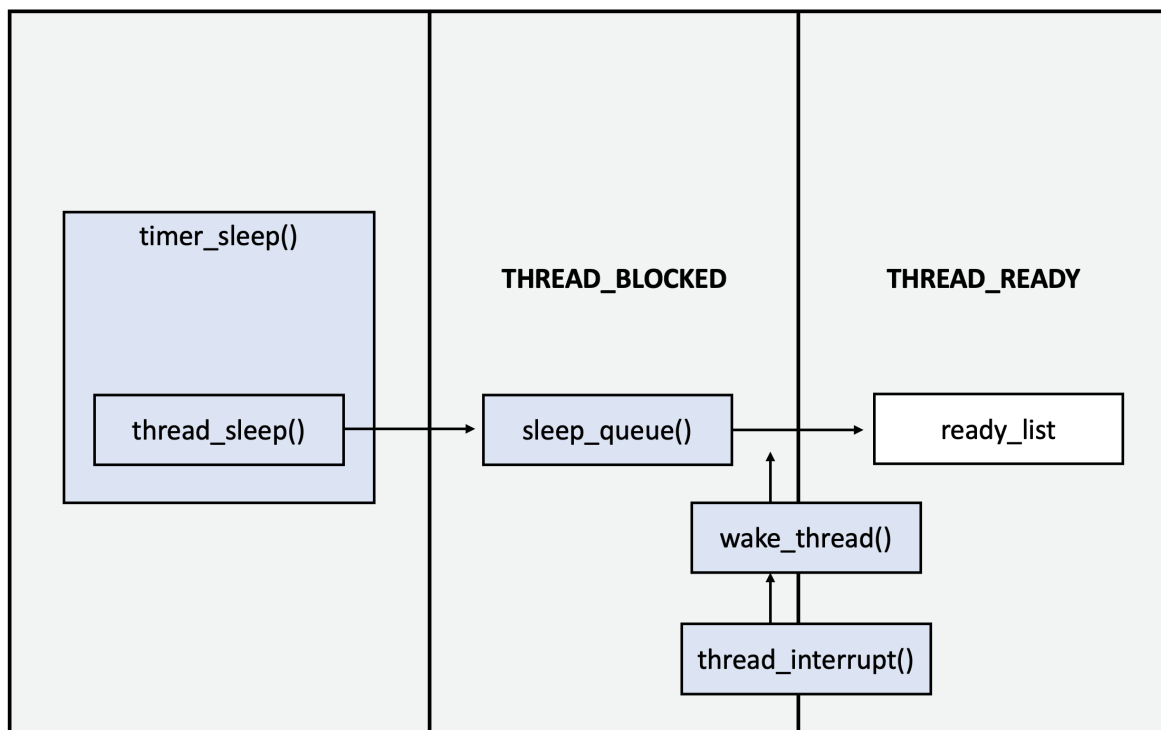 timer_sleep()
thread_sleep()
THREAD_BLOCKED
sleep_queue()
THREAD_READY
ready_list
wake_thread()
thread_interrupt()